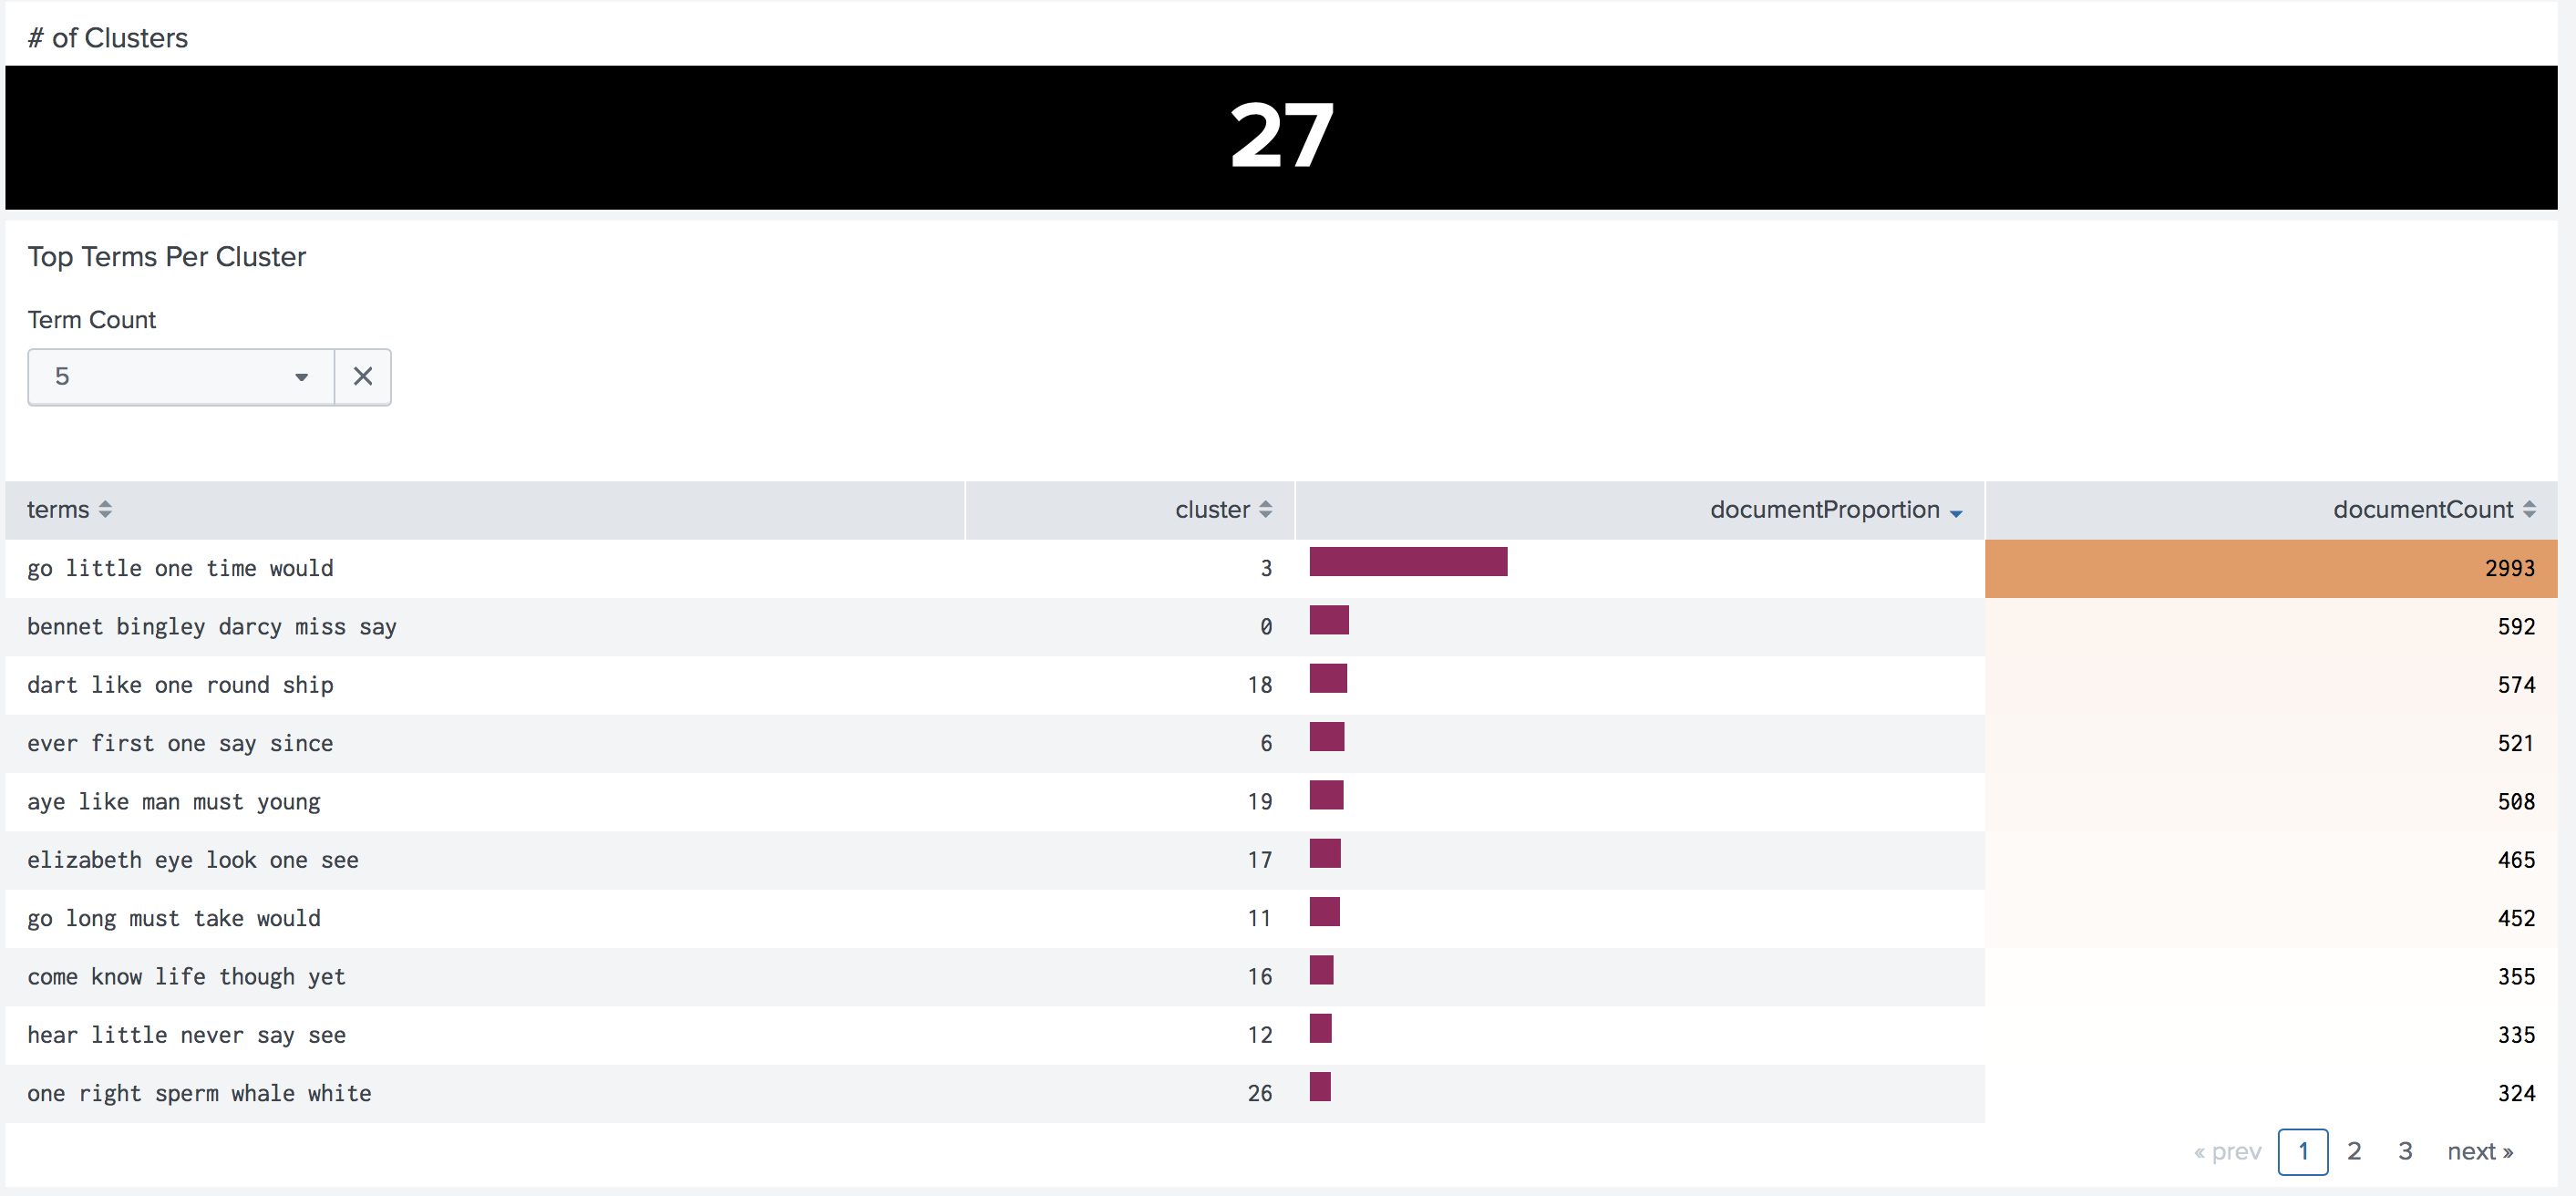 # of Clusters
27
Top Terms Per Cluster
Term Count
5
terms cluster documentProportion documentCount
go little one time would 3 2993
bennet bingley darcy miss say 0 592
dart like one round ship 18 574
ever first one say since 6 521
aye like man must young 19 508
elizabeth eye look one see 17 465
go long must take would 11 452
come know life though yet 16 355
hear little never say see 12 335
one right sperm whale white 26 324
« prev 1 2 3 next »